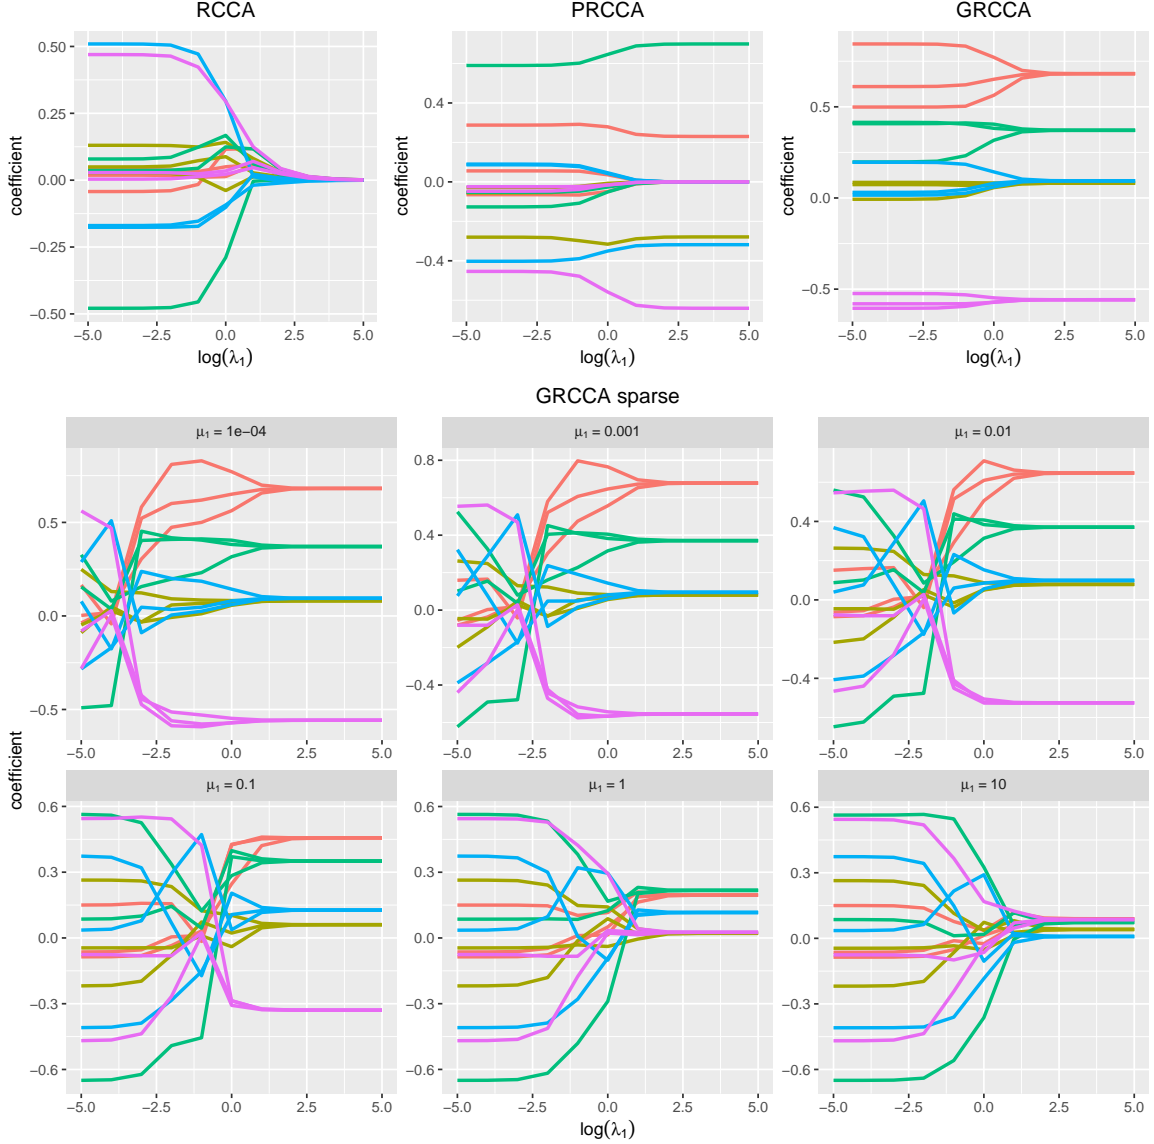 RCCA PRCCA GRCCA
coefficient
0.50
0.25
0.00
−0.25
−0.50
−5.0 −2.5 0.0 2.5 5.0
log(λ₁)
coefficient
0.4
0.0
−0.4
−5.0 −2.5 0.0 2.5 5.0
log(λ₁)
coefficient
0.5
0.0
−0.5
−5.0 −2.5 0.0 2.5 5.0
log(λ₁)
GRCCA sparse
coefficient
μ₁ = 1e−04
0.5
0.0
−0.5
−5.0 −2.5 0.0 2.5 5.0
μ₁ = 0.001
0.8
0.4
0.0
−0.4
−5.0 −2.5 0.0 2.5 5.0
μ₁ = 0.01
0.4
0.0
−0.4
−5.0 −2.5 0.0 2.5 5.0
μ₁ = 0.1
0.6
0.3
0.0
−0.3
−0.6
−5.0 −2.5 0.0 2.5 5.0
μ₁ = 1
0.6
0.3
0.0
−0.3
−0.6
−5.0 −2.5 0.0 2.5 5.0
μ₁ = 10
0.6
0.3
0.0
−0.3
−0.6
−5.0 −2.5 0.0 2.5 5.0
log(λ₁)